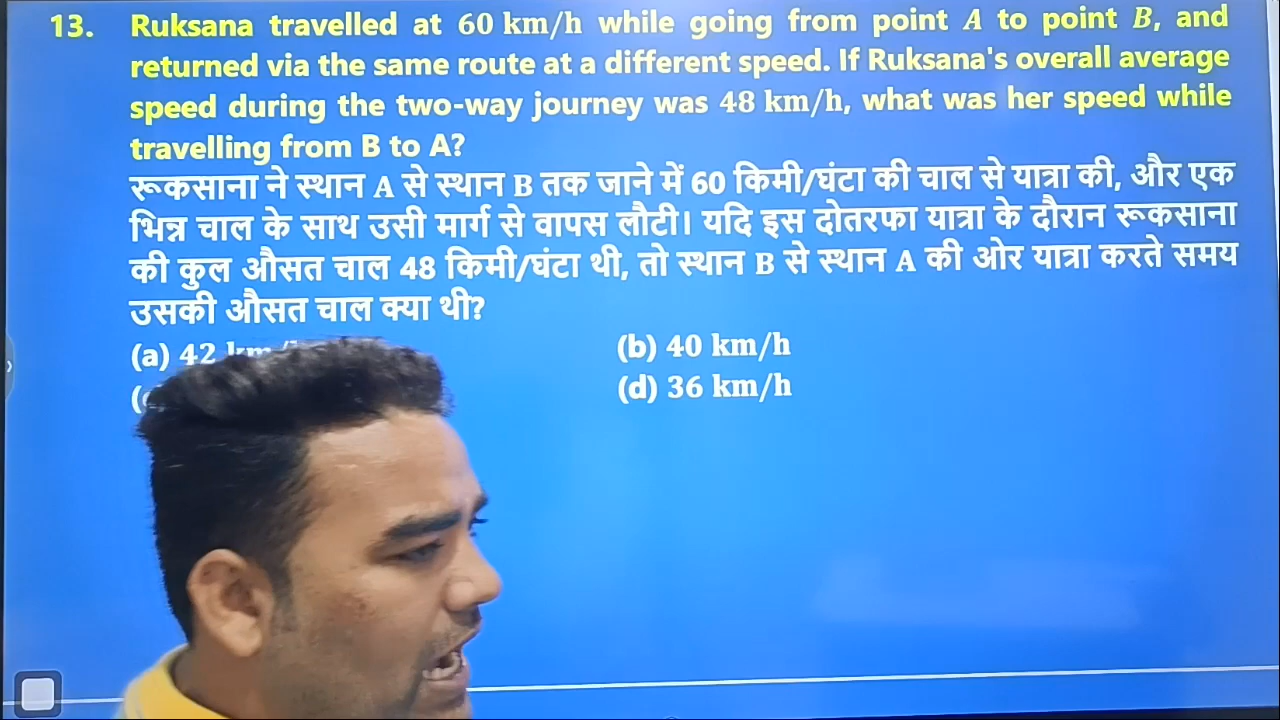 13. Ruksana travelled at 60 km/h while going from point A to point B, and
returned via the same route at a different speed. If Ruksana's overall average
speed during the two-way journey was 48 km/h, what was her speed while
travelling from B to A?
रूकसाना ने स्थान A से स्थान B तक जाने में 60 किमी/घंटा की चाल से यात्रा की, और एक
भिन्न चाल के साथ उसी मार्ग से वापस लौटी। यदि इस दोतरफा यात्रा के दौरान रूकसाना
की कुल औसत चाल 48 किमी/घंटा थी, तो स्थान B से स्थान A की ओर यात्रा करते समय
उसकी औसत चाल क्या थी?
(a) 42 km/h
(b) 40 km/h
(d) 36 km/h